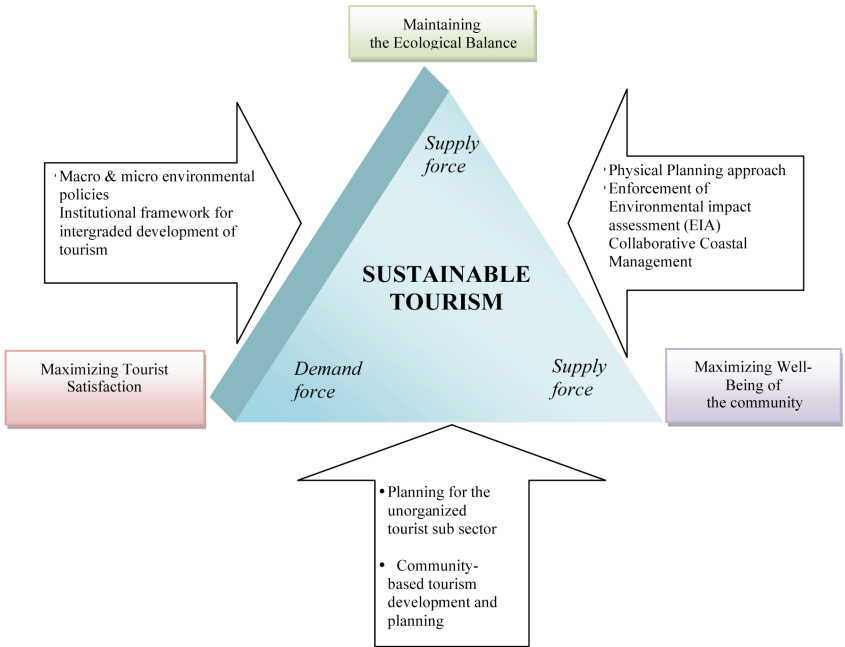 Maintaining
the Ecological Balance
Supply
force
Macro & micro environmental
policies
Institutional framework for
intergraded development of
tourism
Physical Planning approach
Enforcement of
Environmental impact
assessment (EIA)
Collaborative Coastal
Management
SUSTAINABLE
TOURISM
Maximizing Tourist
Satisfaction
Demand
force
Supply
force
Maximizing Well-
Being of
the community
• Planning for the
unorganized
tourist sub sector
• Community-
based tourism
development and
planning